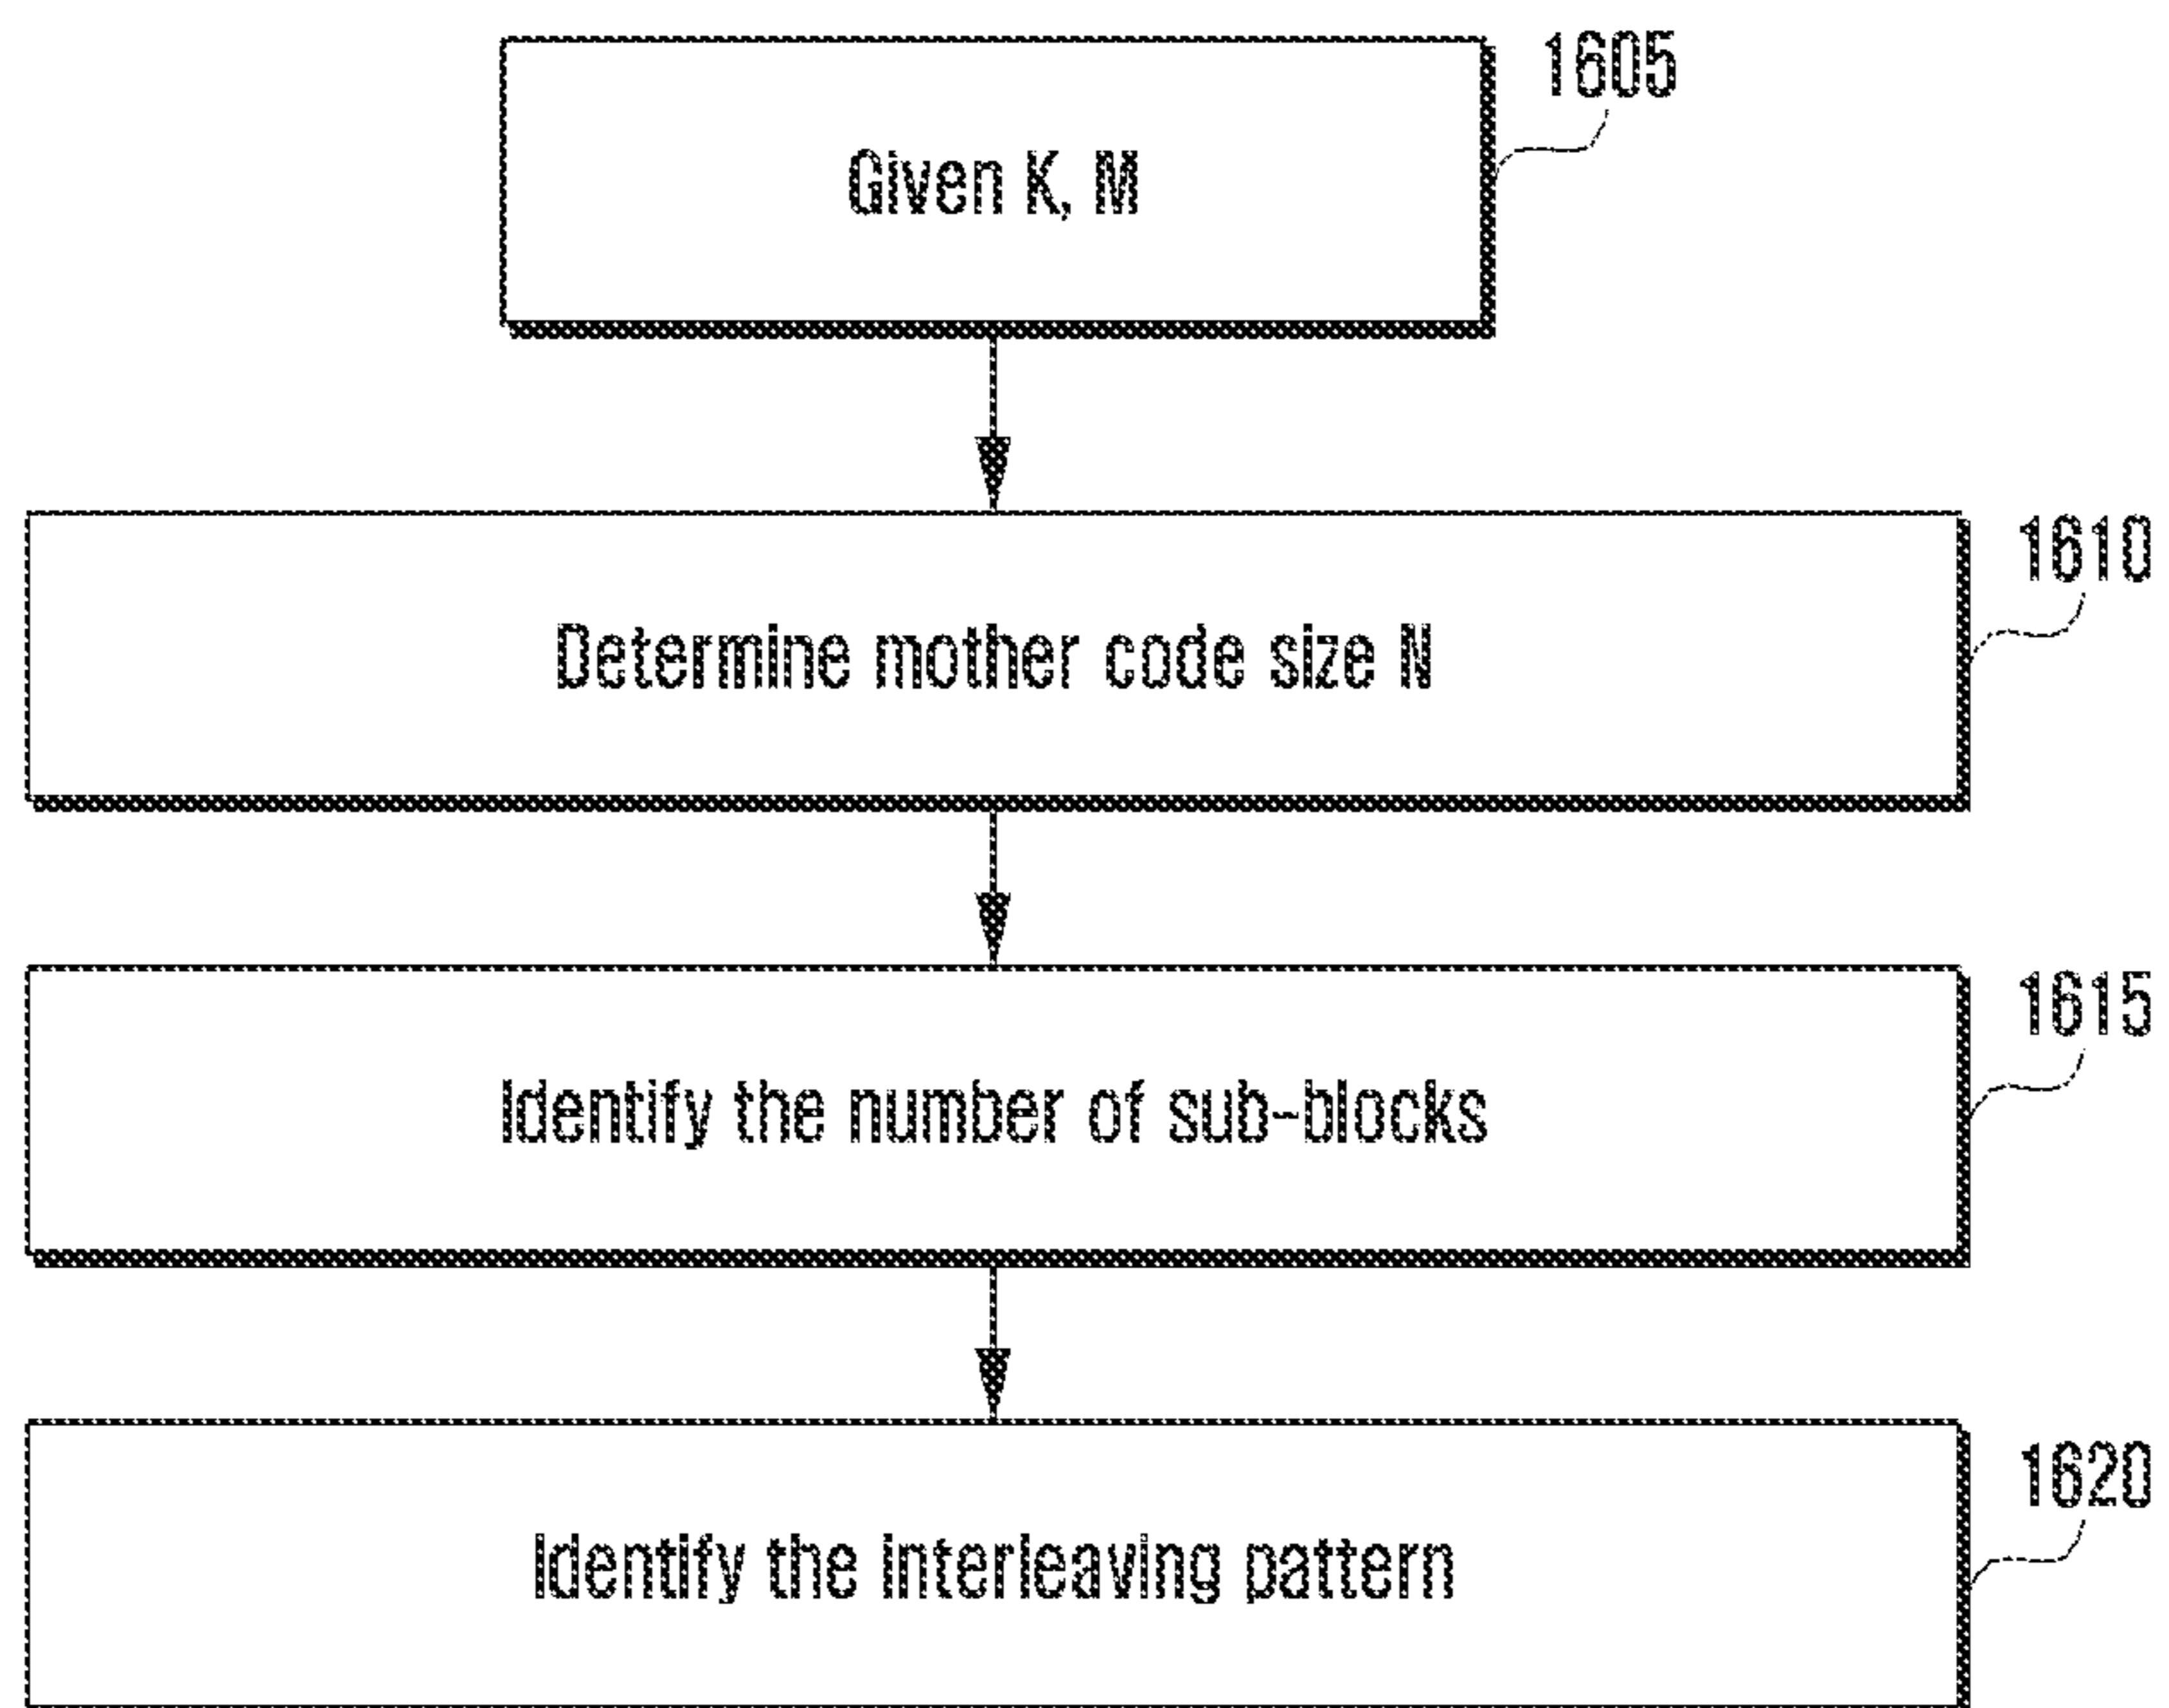 1605
Given K, M
1610
Determine mother code size N
1615
Identify the number of sub-blocks
1620
Identify the interleaving pattern